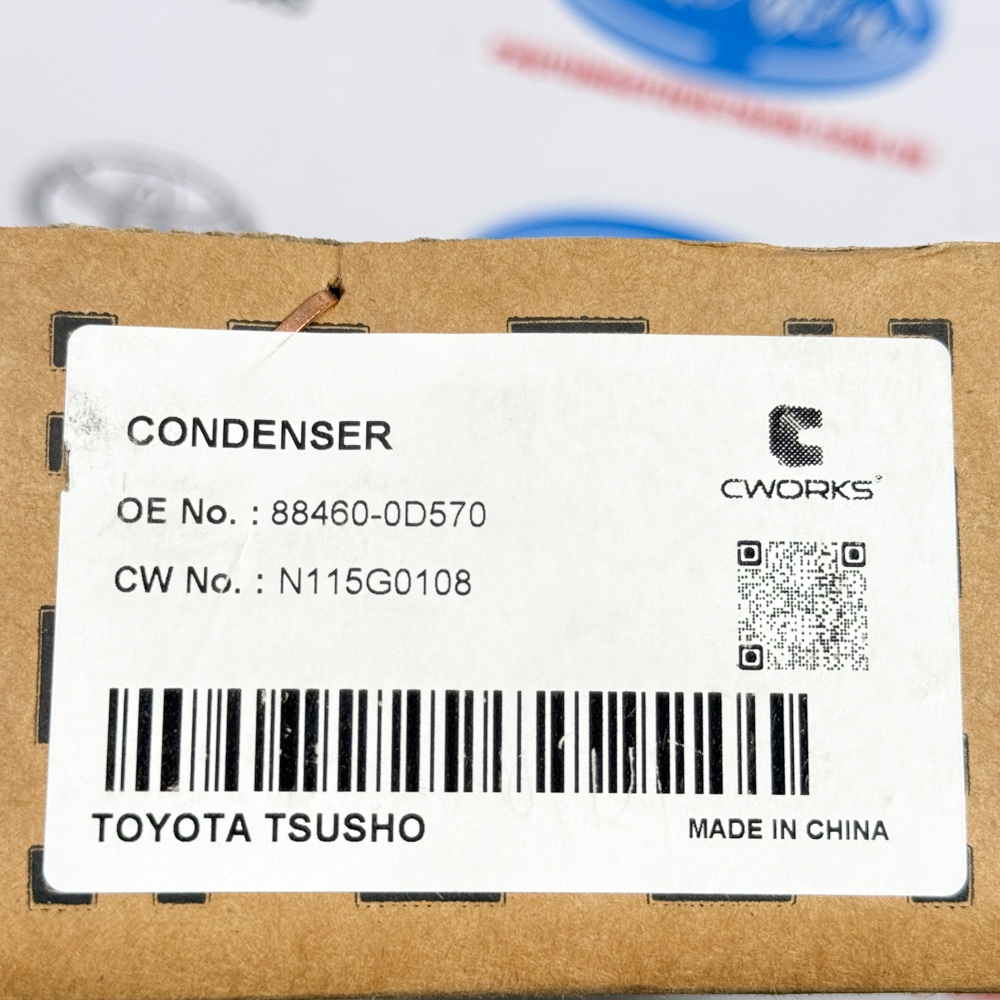 CONDENSER
OE No. : 88460-0D570
CW No. : N115G0108
CWORKS
TOYOTA TSUSHO
MADE IN CHINA